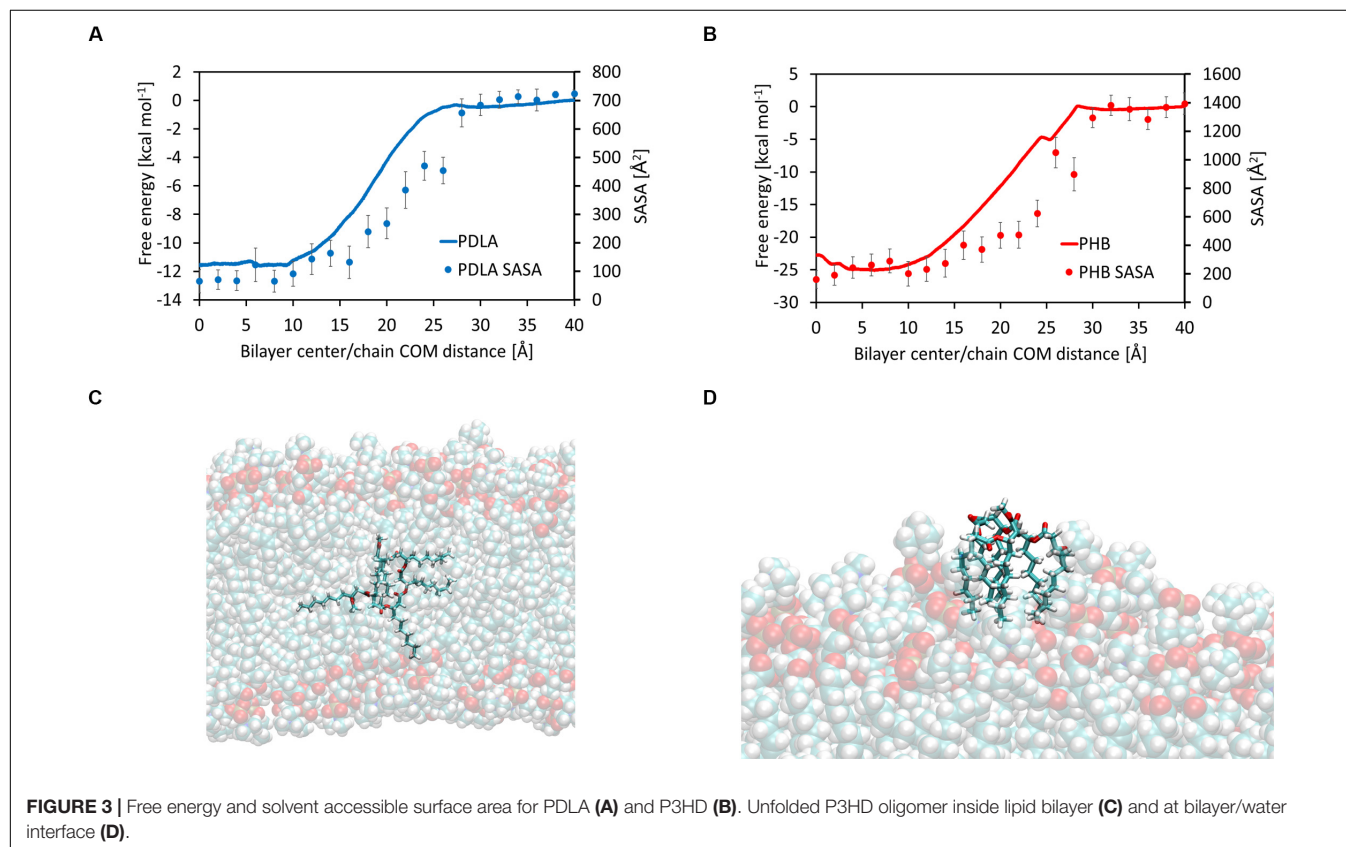 A
B
Free energy [kcal mol-1]
2
0
-2
-4
-6
-8
-10
-12
-14
800
700
600
500
400
300
200
100
0
SASA [Å2]
PDLA
PDLA SASA
0 5 10 15 20 25 30 35 40
Bilayer center/chain COM distance [Å]
Free energy [kcal mol-1]
5
0
-5
-10
-15
-20
-25
-30
1600
1400
1200
1000
800
600
400
200
0
SASA [Å2]
PHB
PHB SASA
0 5 10 15 20 25 30 35 40
Bilayer center/chain COM distance [Å]
C
D
FIGURE 3 | Free energy and solvent accessible surface area for PDLA (A) and P3HD (B). Unfolded P3HD oligomer inside lipid bilayer (C) and at bilayer/water
interface (D).